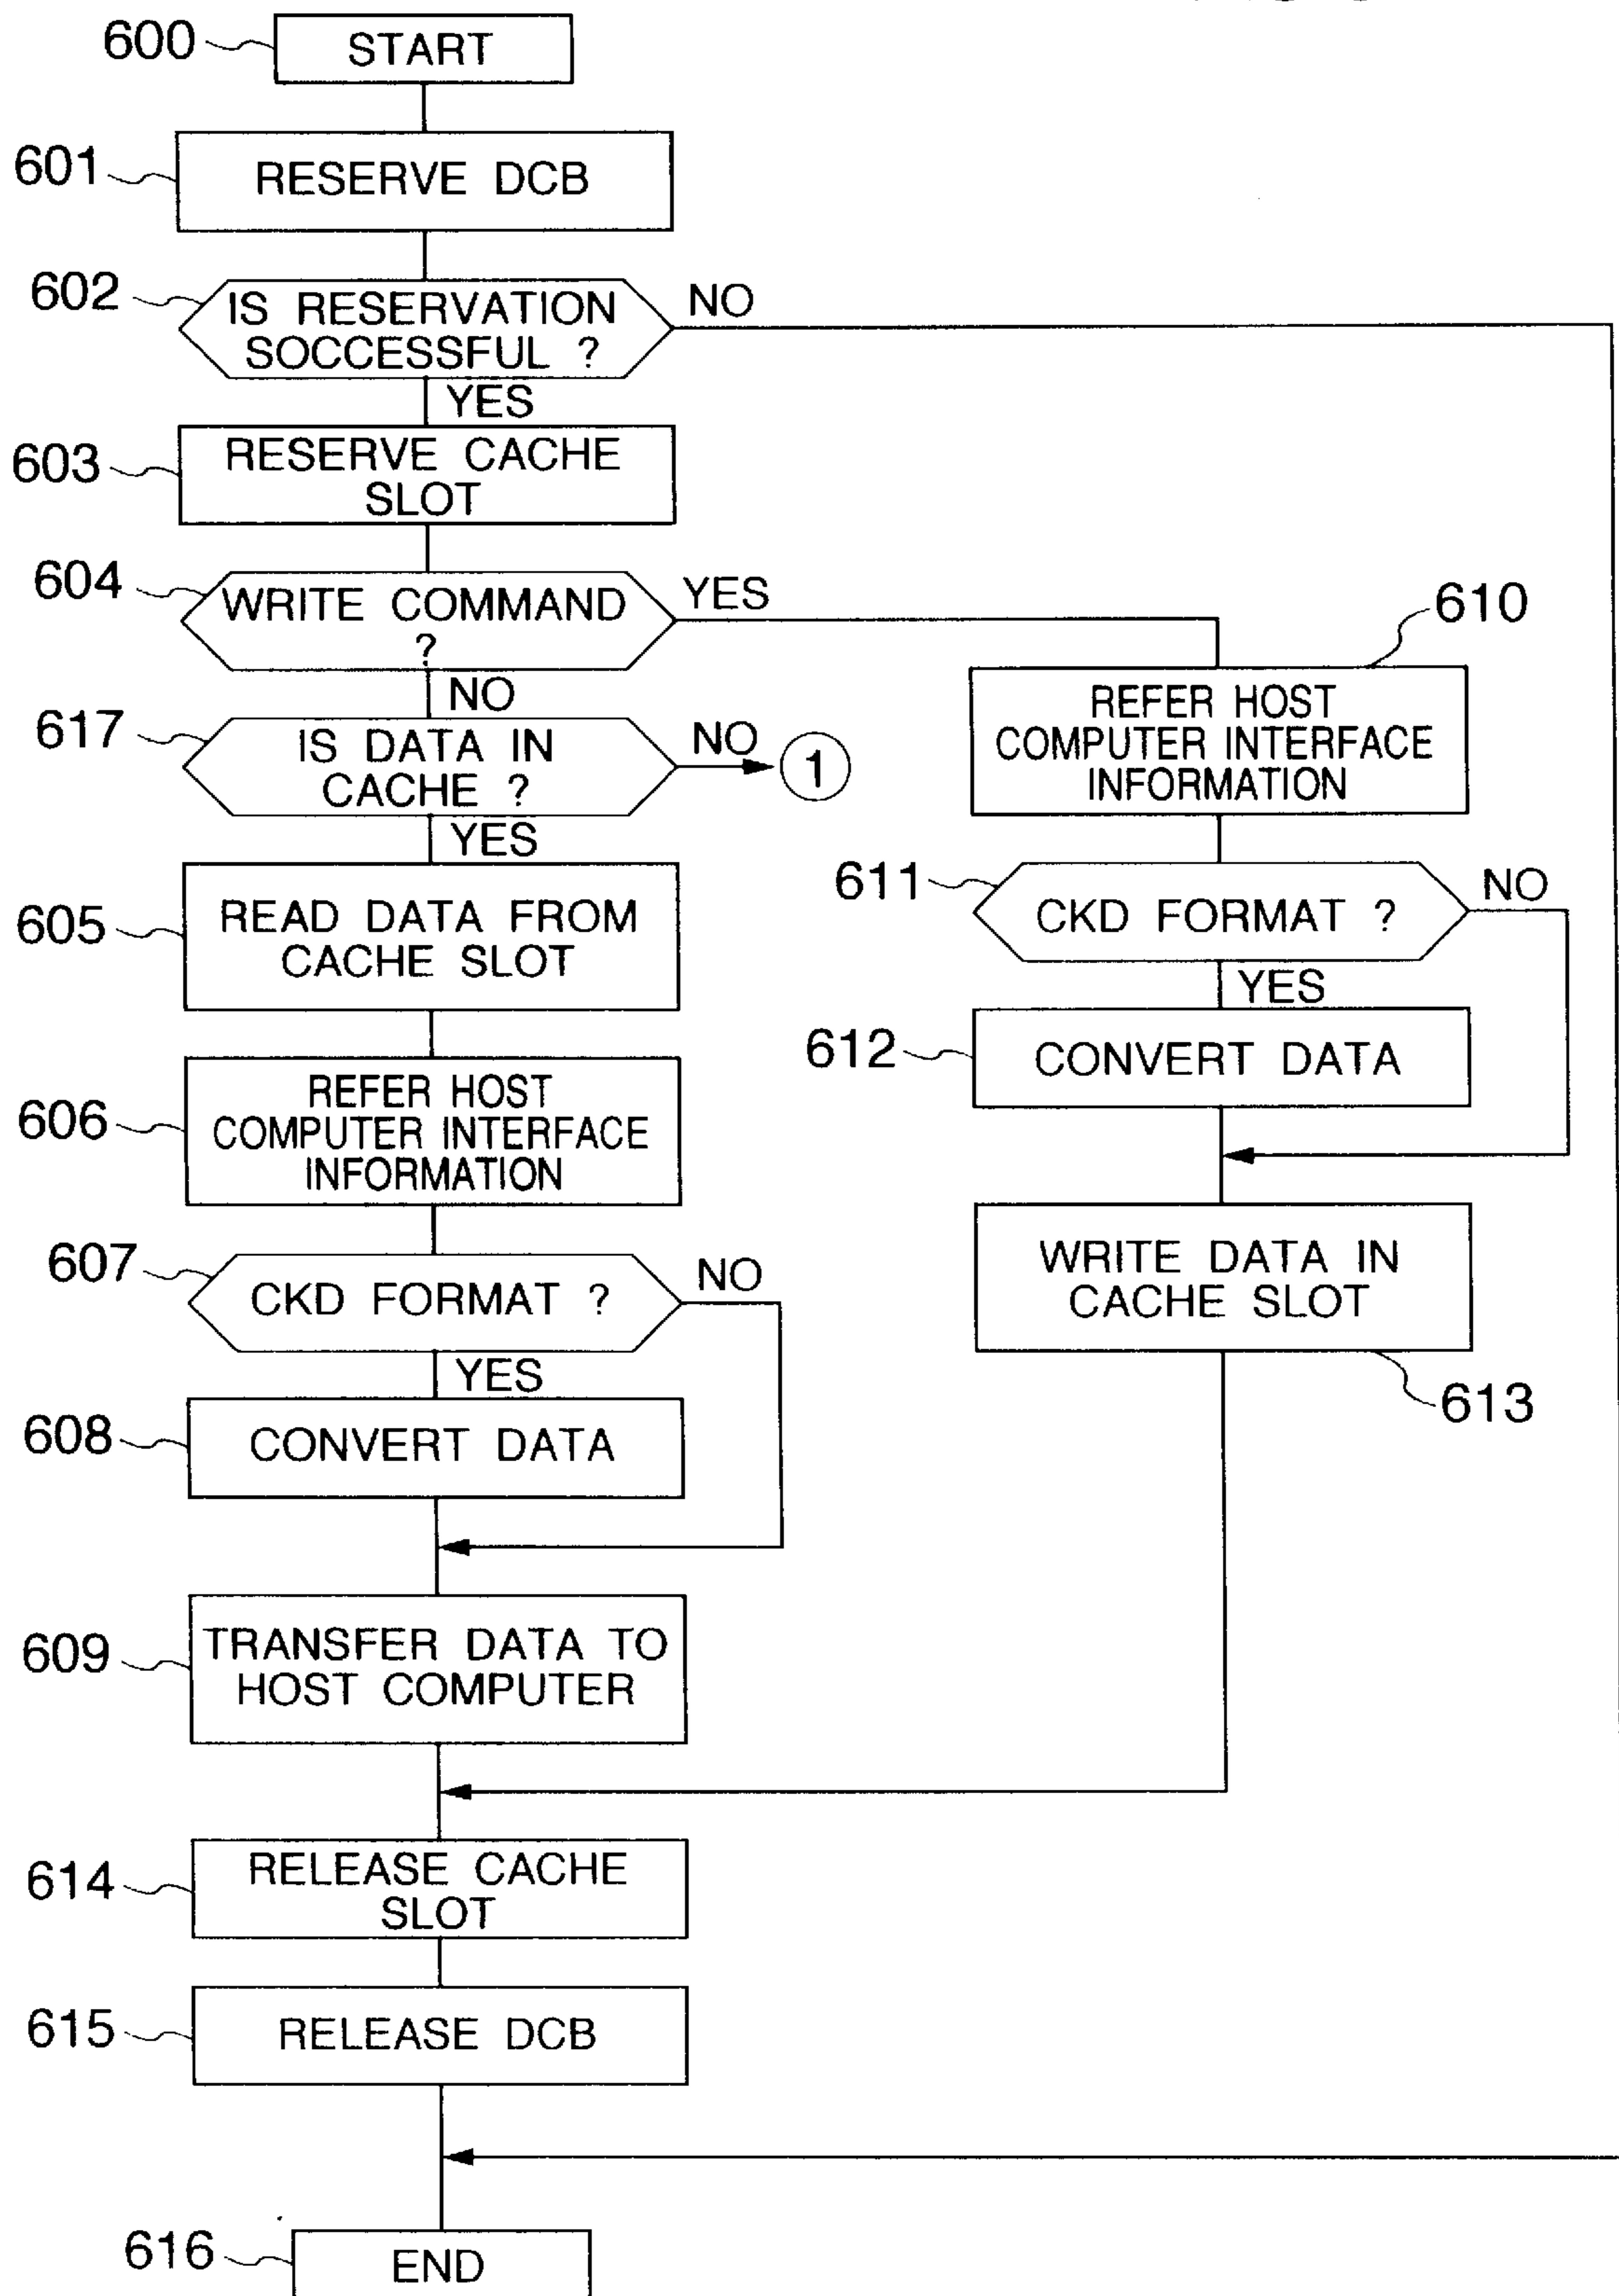 600
START
601
RESERVE DCB
602
IS RESERVATION
SOCCESSFUL ?
NO
YES
603
RESERVE CACHE
SLOT
604
WRITE COMMAND
?
YES
NO
610
REFER HOST
COMPUTER INTERFACE
INFORMATION
617
IS DATA IN
CACHE ?
NO
1
YES
611
CKD FORMAT ?
NO
YES
605
READ DATA FROM
CACHE SLOT
612
CONVERT DATA
606
REFER HOST
COMPUTER INTERFACE
INFORMATION
WRITE DATA IN
CACHE SLOT
613
607
CKD FORMAT ?
NO
YES
608
CONVERT DATA
609
TRANSFER DATA TO
HOST COMPUTER
614
RELEASE CACHE
SLOT
615
RELEASE DCB
616
END